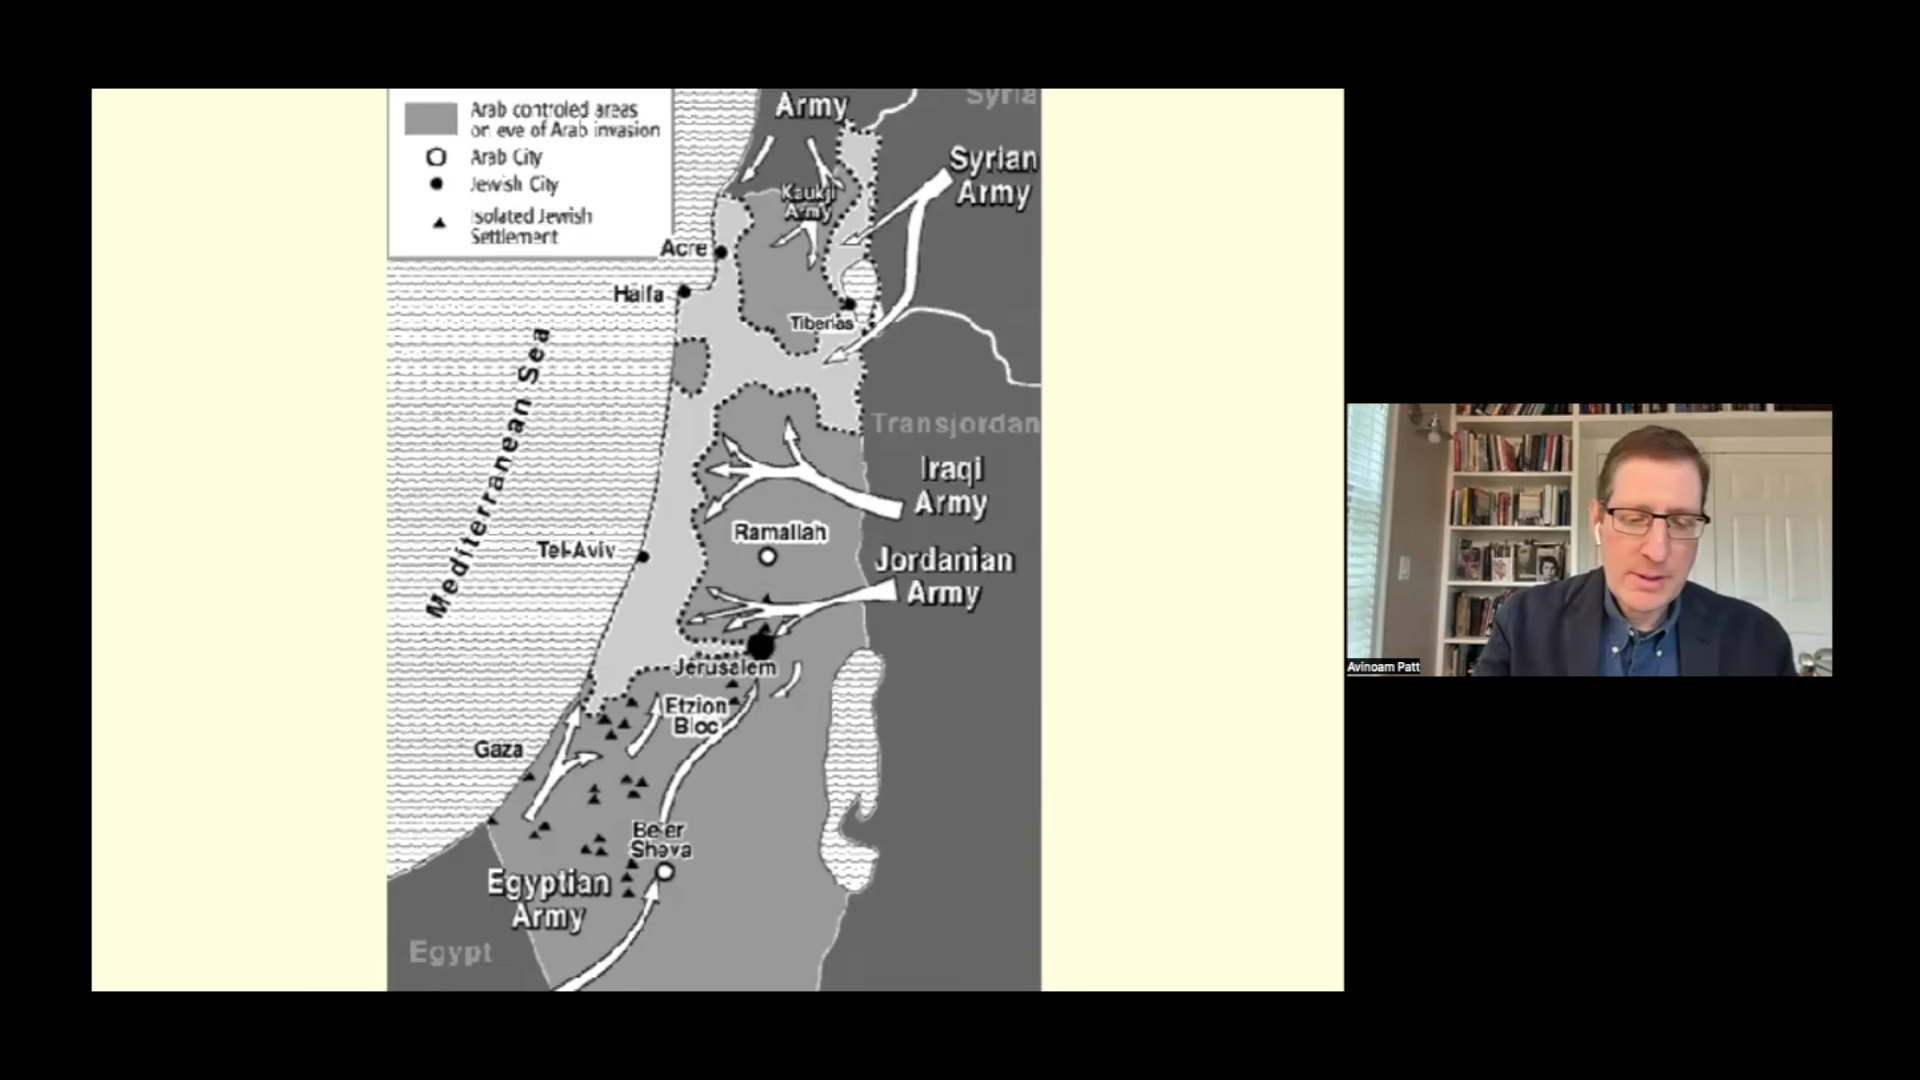 Arab controled areas
on eve of Arab invasion
Arab City
Jewish City
Isolated Jewish
Settlement
Army
Syria
Syrian
Army
Kaukji
Army
Acre
Haifa
Tiberias
Mediterranean Sea
Transjordan
Iraqi
Army
Ramallah
Tel-Aviv
Jordanian
Army
Jerusalem
Etzion
Bloc
Gaza
Be'er
Sheva
Egyptian
Army
Egypt
Avinoam Patt